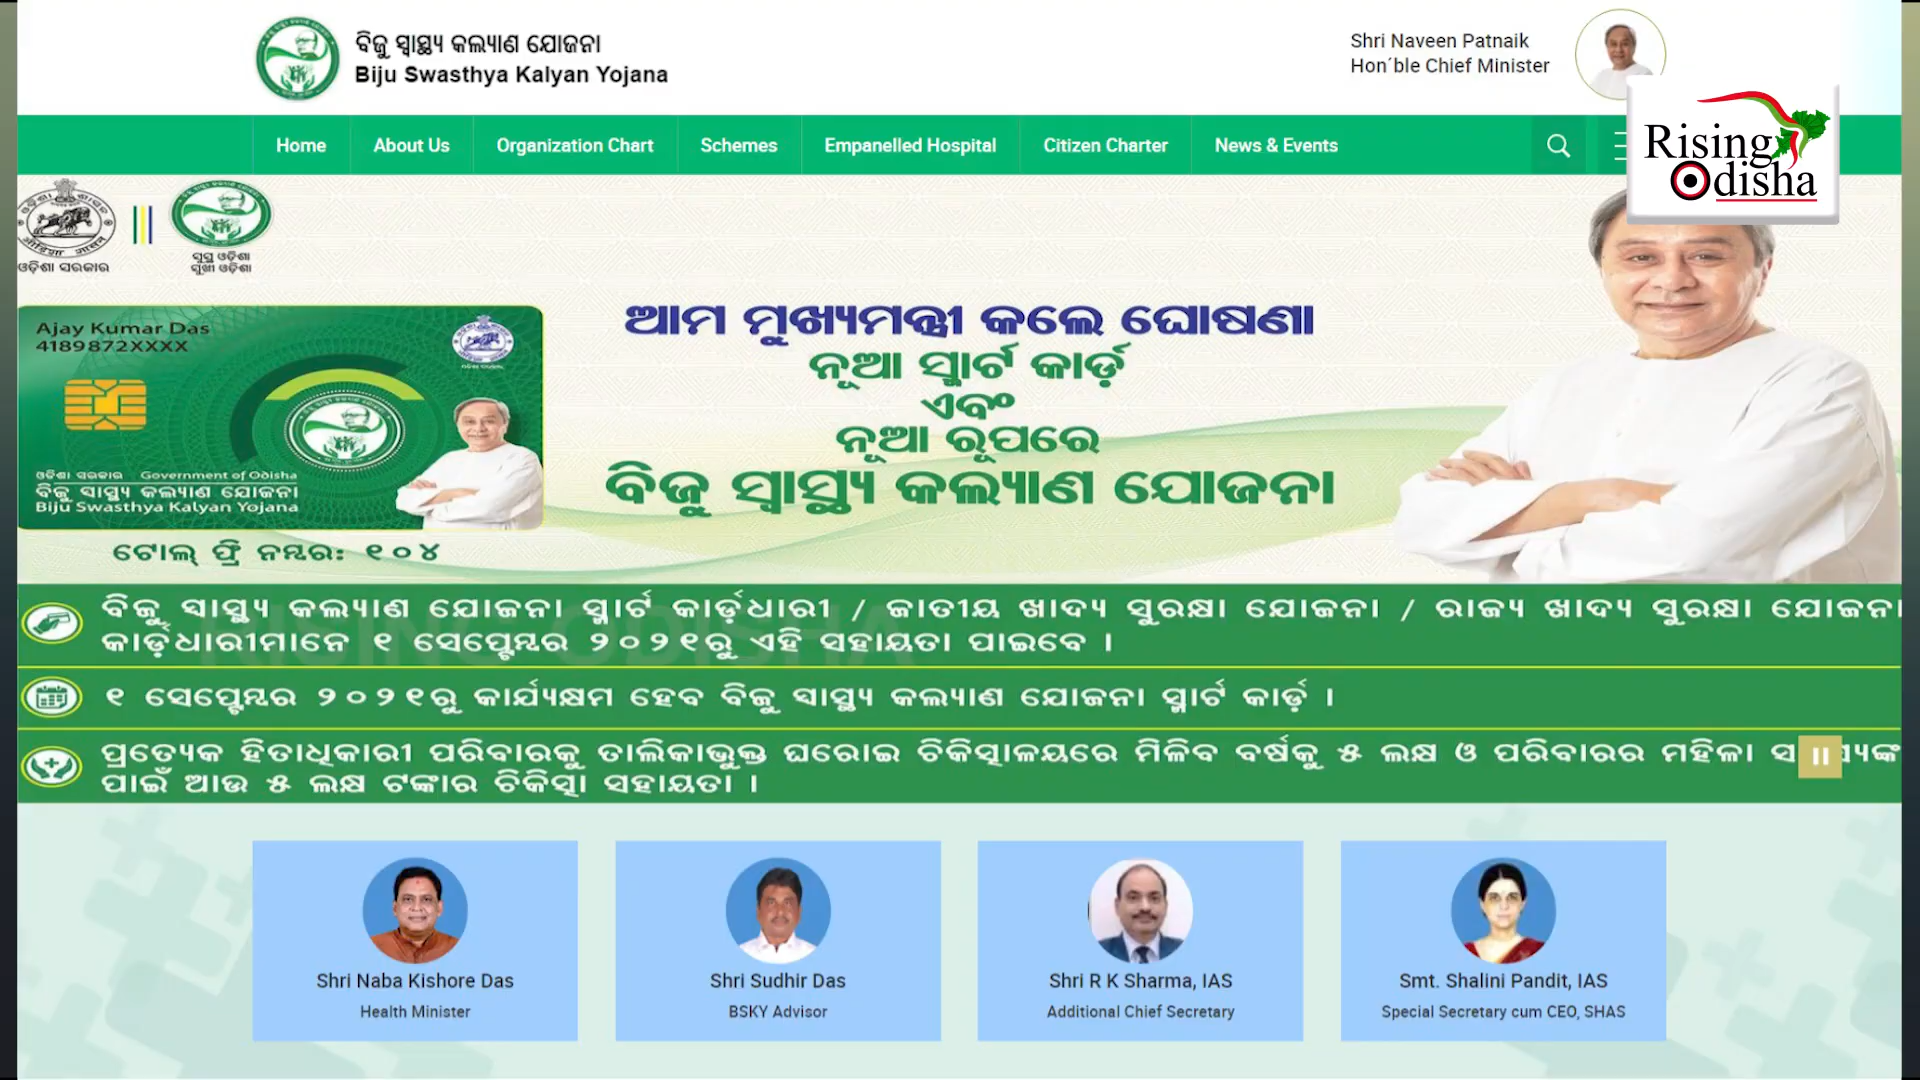 ବିଜୁ ସ୍ୱାସ୍ଥ୍ୟ କଲ୍ୟାଣ ଯୋଜନା
Biju Swasthya Kalyan Yojana
Shri Naveen Patnaik
Hon´ble Chief Minister
Rising
Odisha
Home
About Us
Organization Chart
Schemes
Empanelled Hospital
Citizen Charter
News & Events
ଓଡ଼ିଶା ସରକାର
ସୁସ୍ଥ ଓଡ଼ିଶା
ସୁଖୀ ଓଡ଼ିଶା
Ajay Kumar Das
4189872XXXX
ଓଡ଼ିଶା ସରକାର Government of Odisha
ବିଜୁ ସ୍ୱାସ୍ଥ୍ୟ କଲ୍ୟାଣ ଯୋଜନା
Biju Swasthya Kalyan Yojana
ଟୋଲ୍ ଫ୍ରି ନମ୍ବର: ୧୦୪
ଆମ ମୁଖ୍ୟମନ୍ତ୍ରୀ କଲେ ଘୋଷଣା
ନୂଆ ସ୍ମାର୍ଟ କାର୍ଡ଼
ଏବଂ
ନୂଆ ରୂପରେ
ବିଜୁ ସ୍ୱାସ୍ଥ୍ୟ କଲ୍ୟାଣ ଯୋଜନା
ବିଜୁ ସ୍ୱାସ୍ଥ୍ୟ କଲ୍ୟାଣ ଯୋଜନା ସ୍ମାର୍ଟ କାର୍ଡ଼ଧାରୀ / ଜାତୀୟ ଖାଦ୍ୟ ସୁରକ୍ଷା ଯୋଜନା / ରାଜ୍ୟ ଖାଦ୍ୟ ସୁରକ୍ଷା ଯୋଜନା
କାର୍ଡ଼ଧାରୀମାନେ ୧ ସେପ୍ଟେମ୍ବର ୨୦୨୧ରୁ ଏହି ସହାୟତା ପାଇବେ ।
୧ ସେପ୍ଟେମ୍ବର ୨୦୨୧ରୁ କାର୍ଯ୍ୟକ୍ଷମ ହେବ ବିଜୁ ସ୍ୱାସ୍ଥ୍ୟ କଲ୍ୟାଣ ଯୋଜନା ସ୍ମାର୍ଟ କାର୍ଡ଼ ।
ପ୍ରତ୍ୟେକ ହିତାଧିକାରୀ ପରିବାରକୁ ତାଲିକାଭୁକ୍ତ ଘରୋଇ ଚିକିତ୍ସାଳୟରେ ମିଳିବ ବର୍ଷକୁ ୫ ଲକ୍ଷ ଓ ପରିବାରର ମହିଳା
ପାଇଁ ଆଉ ୫ ଲକ୍ଷ ଟଙ୍କାର ଚିକିତ୍ସା ସହାୟତା ।
RISING ODISHA
Shri Naba Kishore Das
Health Minister
Shri Sudhir Das
BSKY Advisor
Shri R K Sharma, IAS
Additional Chief Secretary
Smt. Shalini Pandit, IAS
Special Secretary cum CEO, SHAS